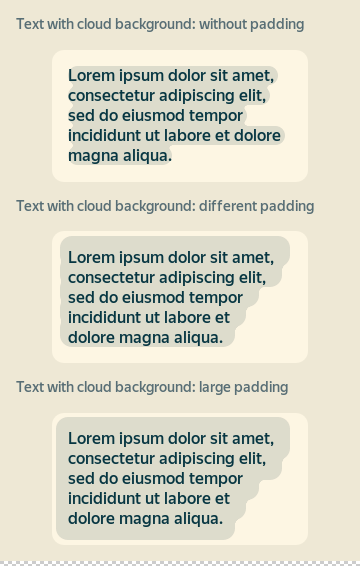 Text with cloud background: without padding
Lorem ipsum dolor sit amet,
consectetur adipiscing elit,
sed do eiusmod tempor
incididunt ut labore et dolore
magna aliqua.
Text with cloud background: different padding
Lorem ipsum dolor sit amet,
consectetur adipiscing elit,
sed do eiusmod tempor
incididunt ut labore et
dolore magna aliqua.
Text with cloud background: large padding
Lorem ipsum dolor sit amet,
consectetur adipiscing elit,
sed do eiusmod tempor
incididunt ut labore et
dolore magna aliqua.